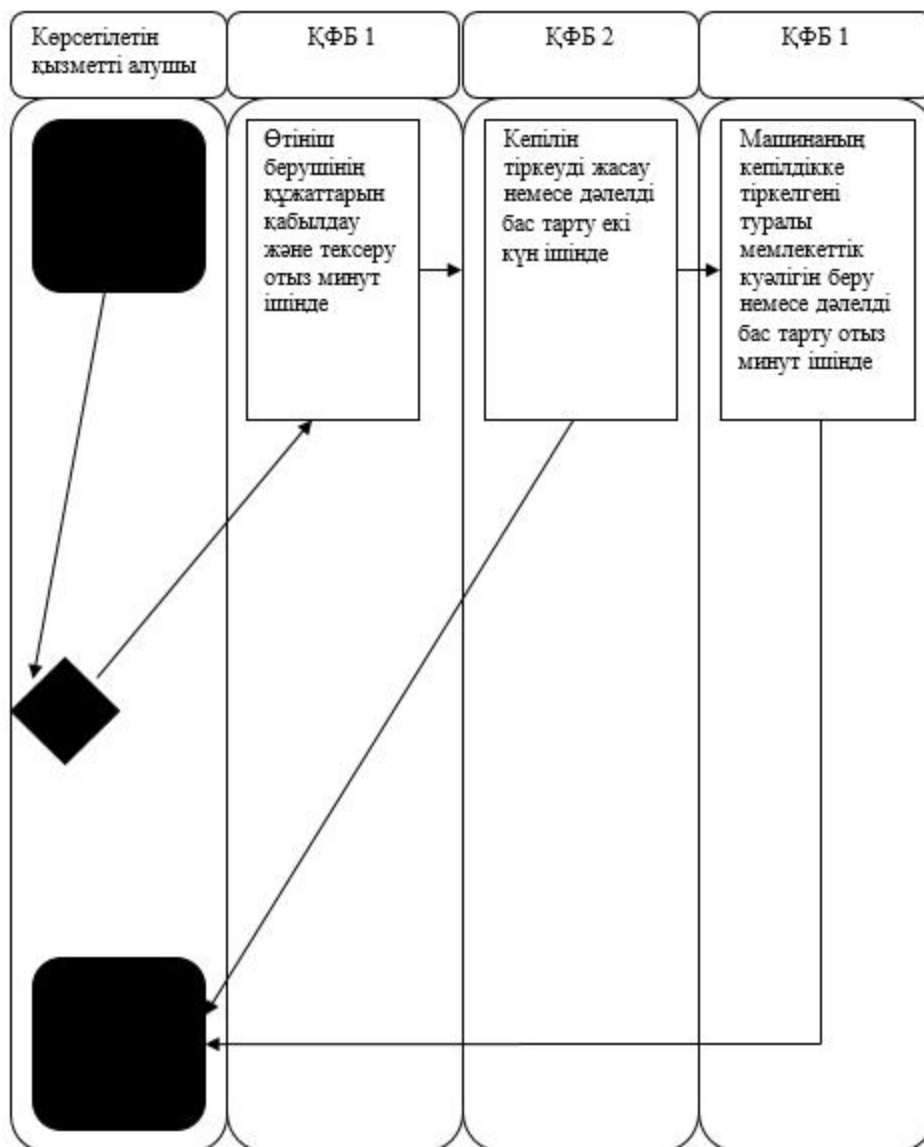 Көрсетілетін
қызметті алушы
ҚФБ 1
ҚФБ 2
ҚФБ 1
Өтініш
берушінің
құжаттарын
қабылдау
және тексеру
отыз минут
ішінде
Кепілін
тіркеуді жасау
немесе дәлелді
бас тарту екі
күн ішінде
Машинаның
кепілдікке
тіркелгені
туралы
мемлекеттік
куәлігін беру
немесе дәлелді
бас тарту отыз
минут ішінде